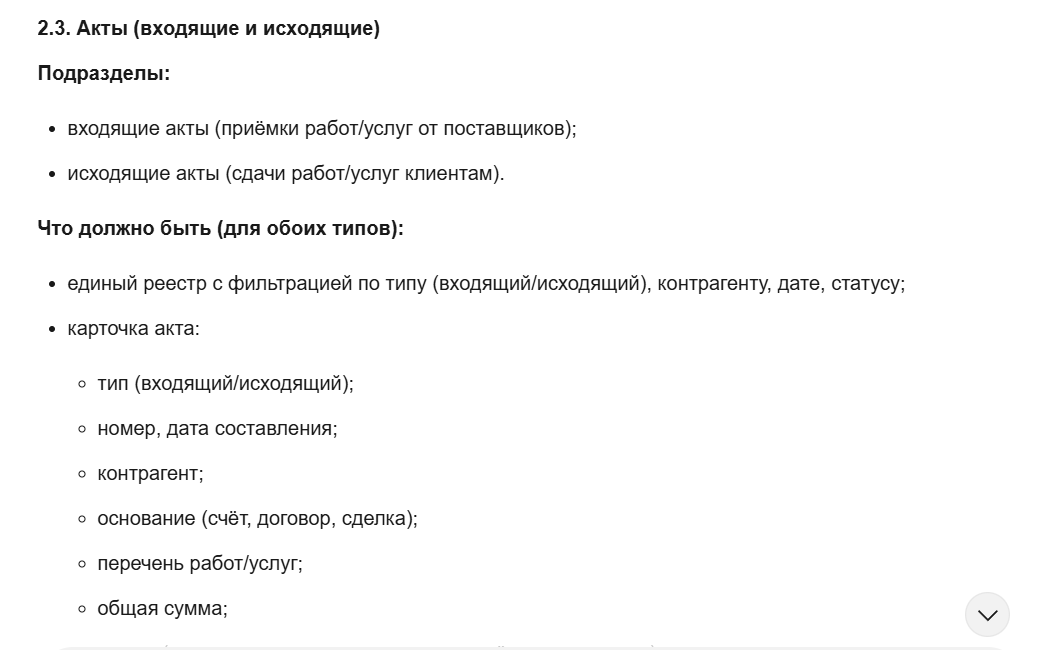 2.3. Акты (входящие и исходящие)
Подразделы:
• входящие акты (приёмки работ/услуг от поставщиков);
• исходящие акты (сдачи работ/услуг клиентам).
Что должно быть (для обоих типов):
• единый реестр с фильтрацией по типу (входящий/исходящий), контрагенту, дате, статусу;
• карточка акта:
◦ тип (входящий/исходящий);
◦ номер, дата составления;
◦ контрагент;
◦ основание (счёт, договор, сделка);
◦ перечень работ/услуг;
◦ общая сумма;